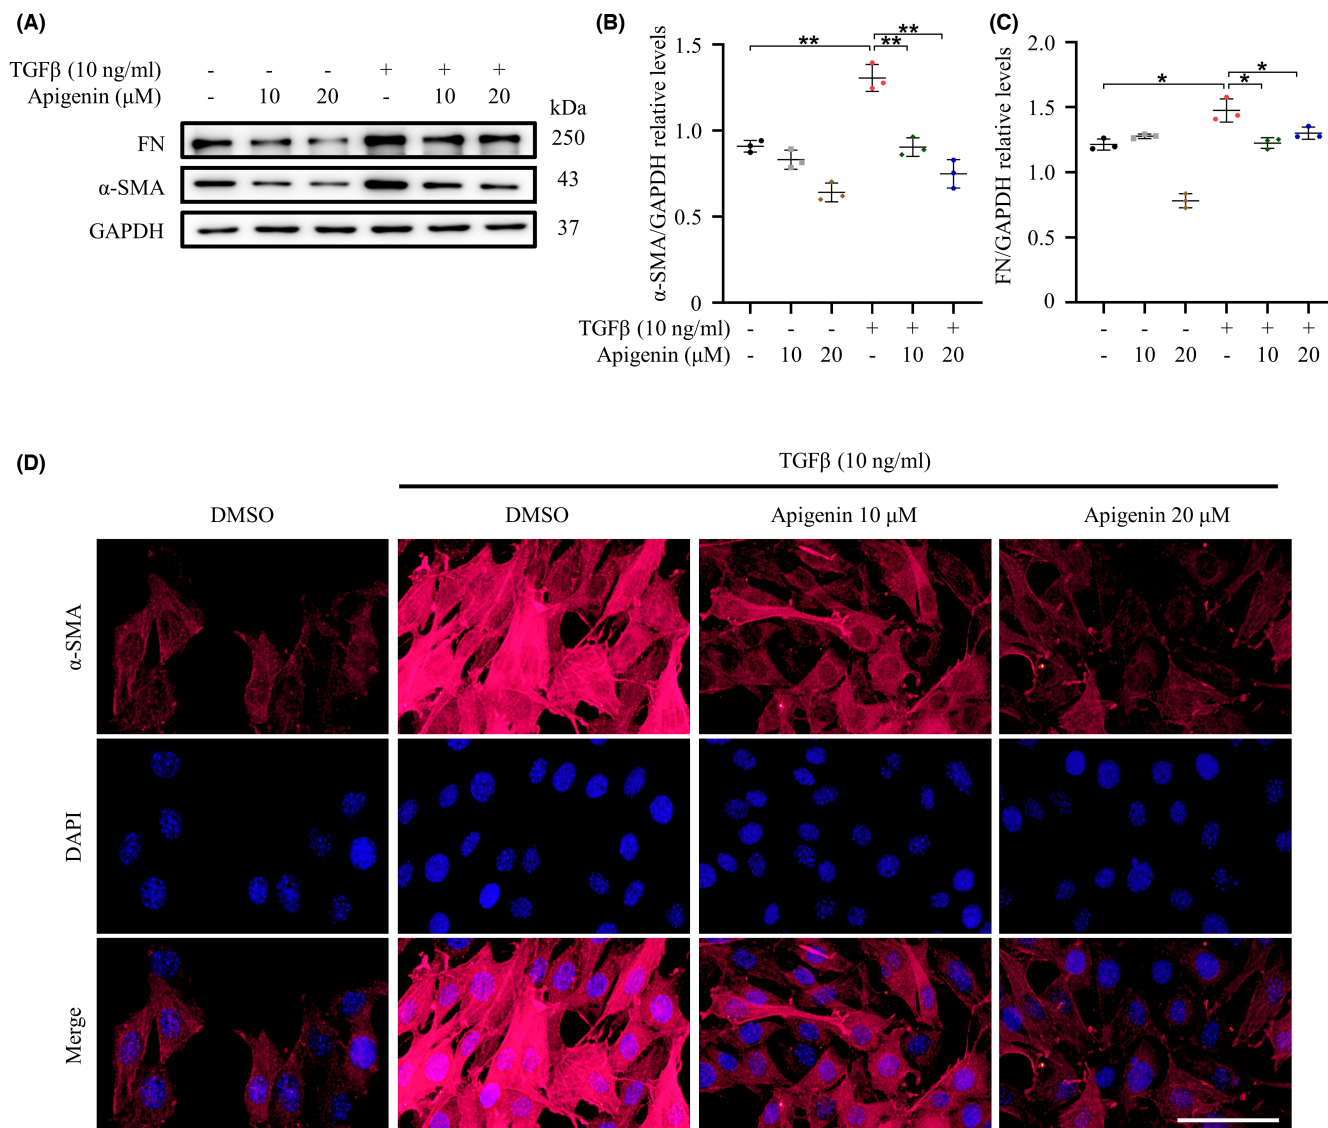 (A)
TGFβ (10 ng/ml) - - - + + +
Apigenin (μM) - 10 20 - 10 20
kDa
FN 250
α-SMA 43
GAPDH 37
(B)
α-SMA/GAPDH relative levels
1.5
1.0
0.5
0
** ** **
TGFβ (10 ng/ml) - - - + + +
Apigenin (μM) - 10 20 - 10 20
(C)
FN/GAPDH relative levels
2.0
1.5
1.0
0.5
0
* * *
- - - + + +
- 10 20 - 10 20
(D)
TGFβ (10 ng/ml)
DMSO DMSO Apigenin 10 μM Apigenin 20 μM
α-SMA
DAPI
Merge